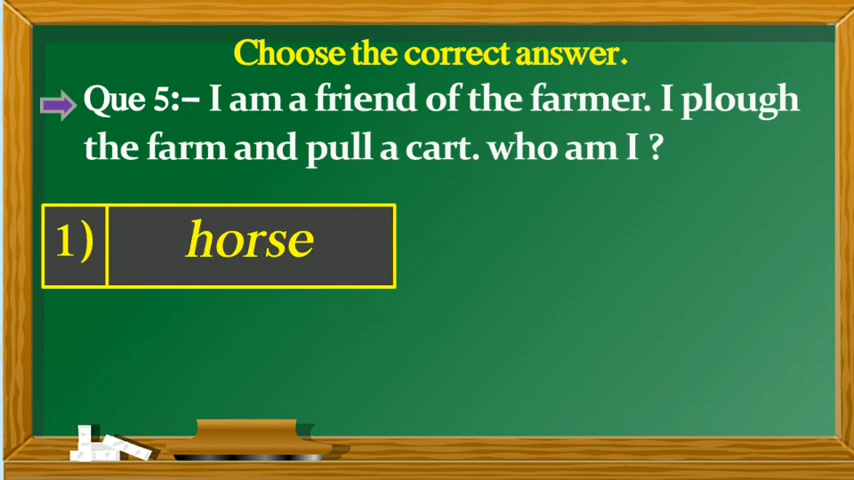 Choose the correct answer.
Que 5:– I am a friend of the farmer. I plough
the farm and pull a cart. who am I ?
1) horse